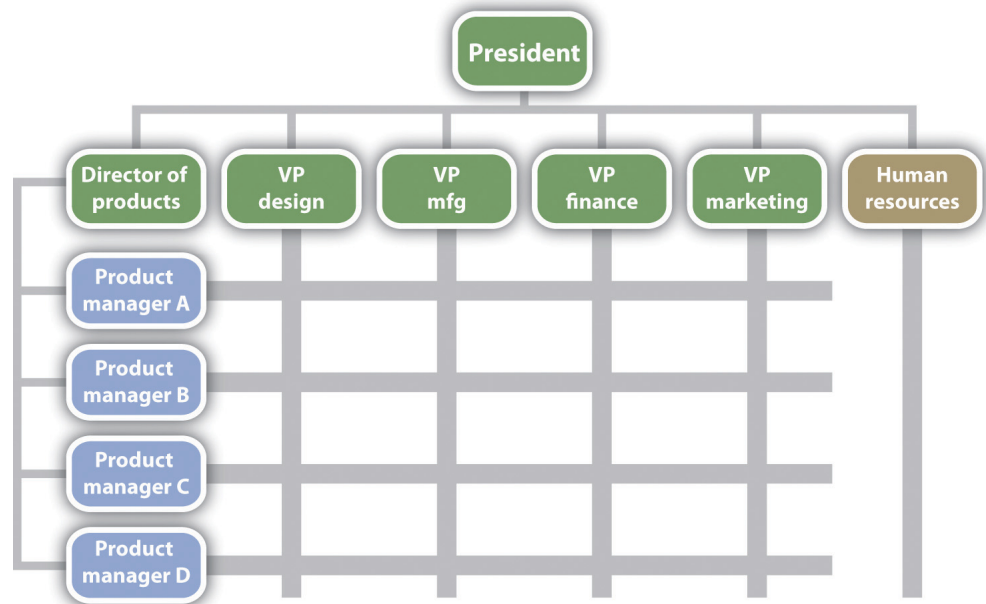 President
Director of
products
VP
design
VP
mfg
VP
finance
VP
marketing
Human
resources
Product
manager A
Product
manager B
Product
manager C
Product
manager D